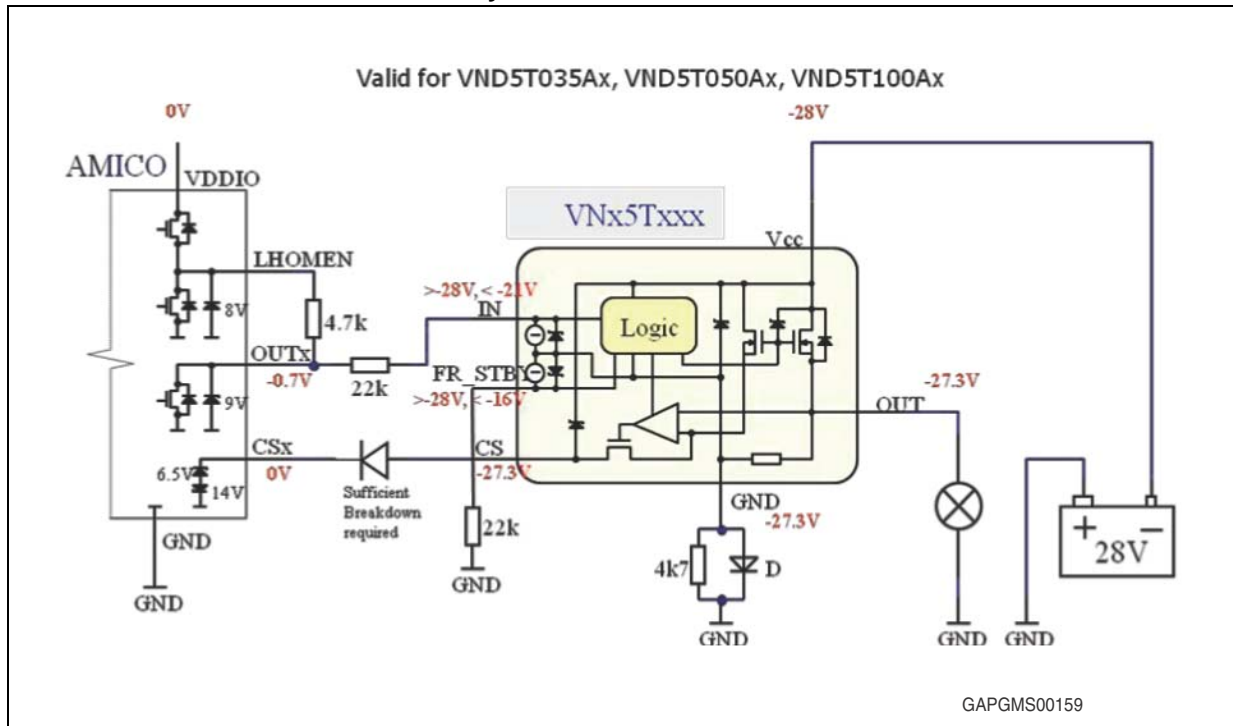 Valid for VND5T035Ax, VND5T050Ax, VND5T100Ax
0V
-28V
AMICO
VDDIO
VNx5Txxx
Vcc
LHOMEN
>-28V, < -21V
IN
8V
4.7k
Logic
OUTx
-0.7V
22k
FR_STBY
>-28V, < -16V
-27.3V
OUT
9V
CSx
CS
0V
-27.3V
6.5V
14V
Sufficient
Breakdown
required
22k
GND
-27.3V
+ −
28V
GND
GND
4k7
D
GND
GND
GND
GND
GAPGMS00159